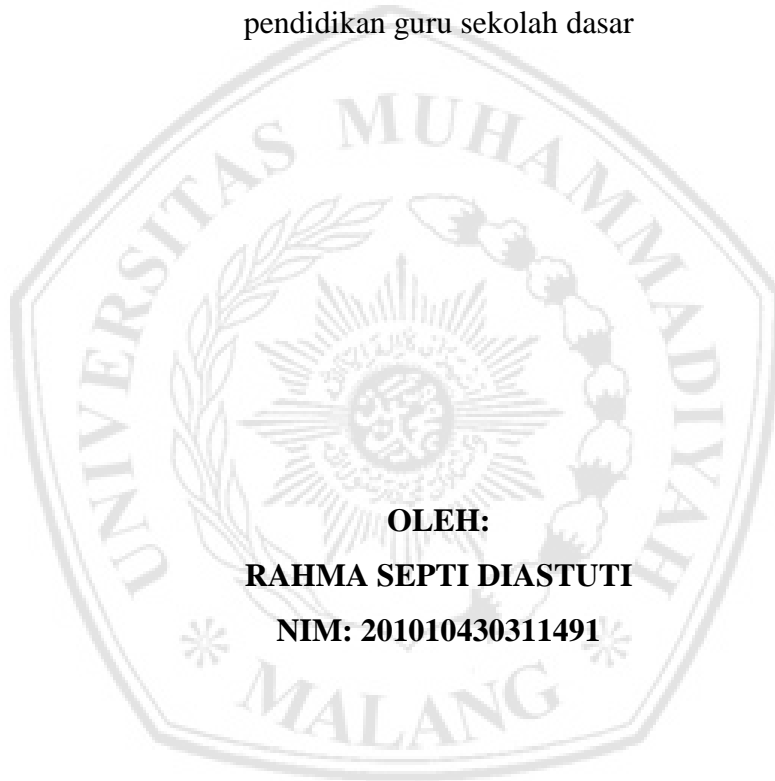 pendidikan guru sekolah dasar
UNIVERSITAS MUHAMMADIYAH
MALANG
OLEH:
RAHMA SEPTI DIASTUTI
NIM: 201010430311491